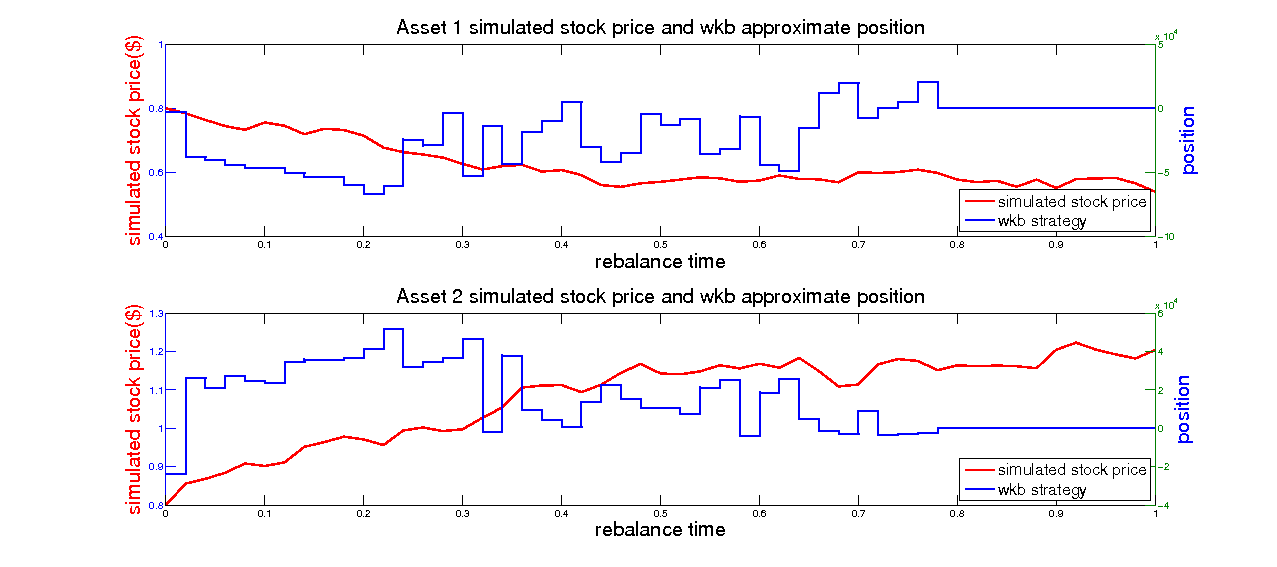 Asset 1 simulated stock price and wkb approximate position
x 10^4
simulated stock price($)
1
0.8
0.6
0.4
5
0
−5
−10
position
simulated stock price
wkb strategy
0 0.1 0.2 0.3 0.4 0.5 0.6 0.7 0.8 0.9 1
rebalance time
Asset 2 simulated stock price and wkb approximate position
x 10^4
simulated stock price($)
1.3
1.2
1.1
1
0.9
0.8
6
4
2
0
−2
−4
position
simulated stock price
wkb strategy
0 0.1 0.2 0.3 0.4 0.5 0.6 0.7 0.8 0.9 1
rebalance time